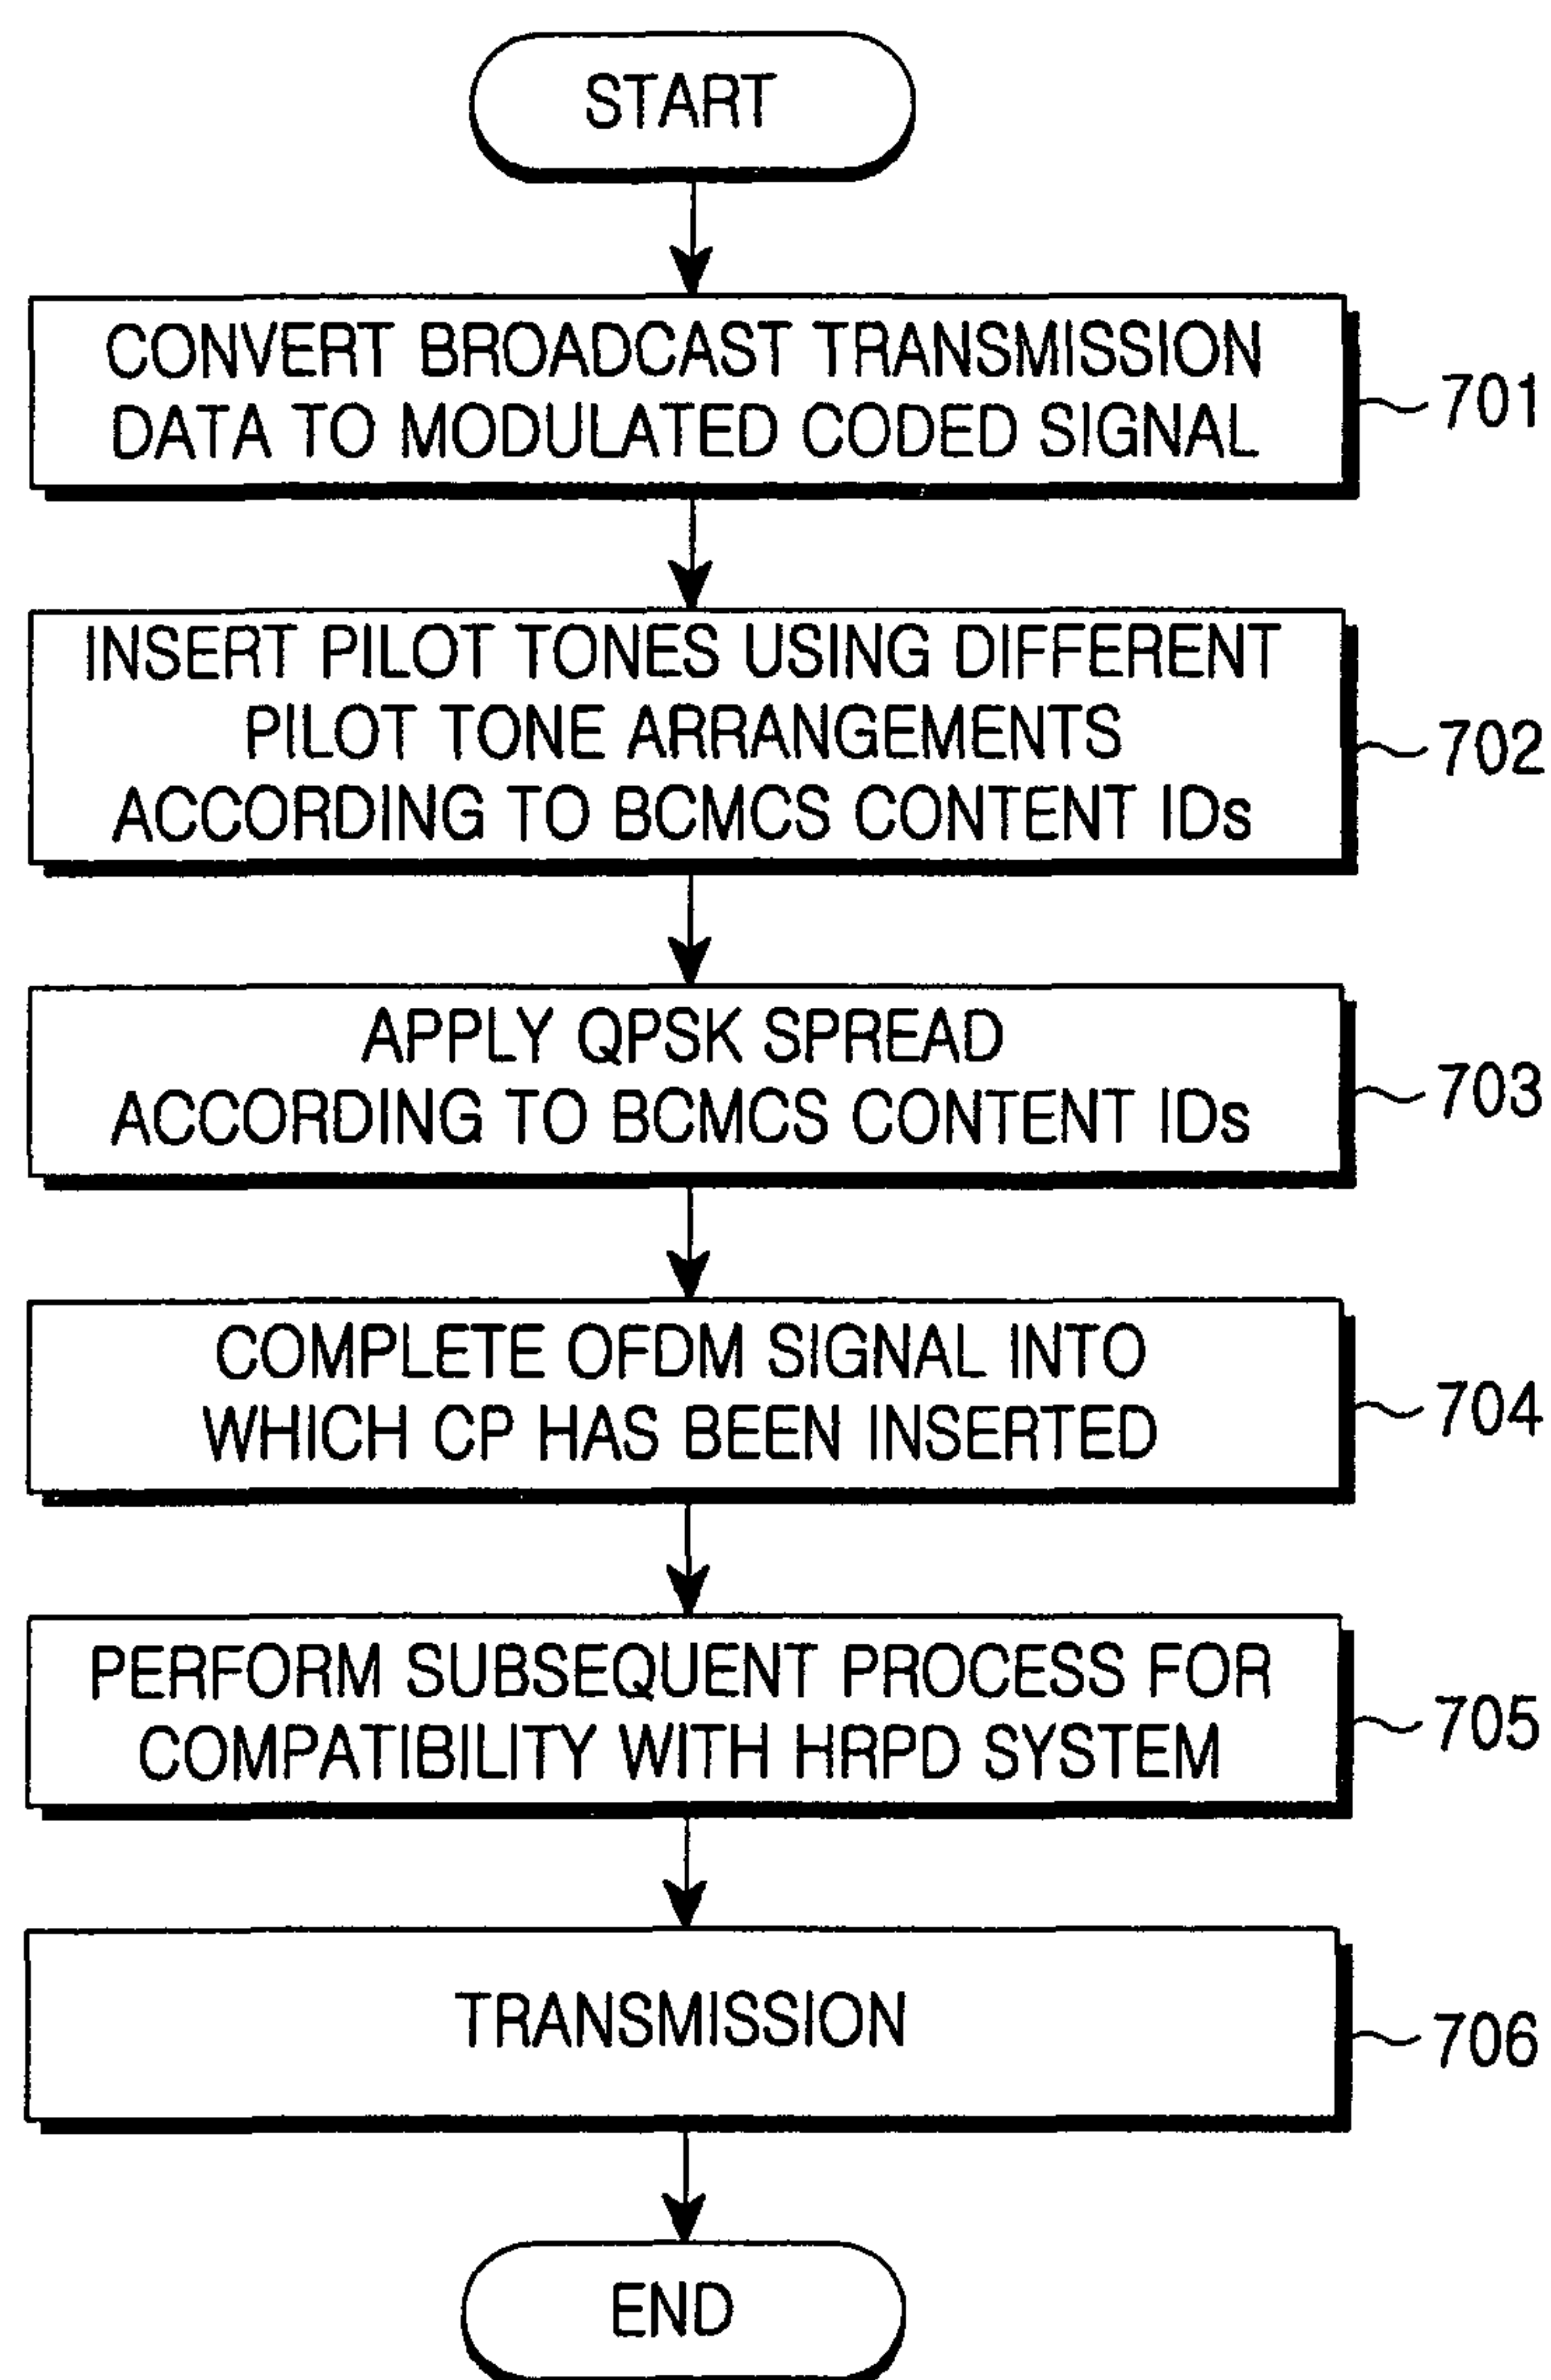 START
CONVERT BROADCAST TRANSMISSION
DATA TO MODULATED CODED SIGNAL
701
INSERT PILOT TONES USING DIFFERENT
PILOT TONE ARRANGEMENTS
ACCORDING TO BCMCS CONTENT IDs
702
APPLY QPSK SPREAD
ACCORDING TO BCMCS CONTENT IDs
703
COMPLETE OFDM SIGNAL INTO
WHICH CP HAS BEEN INSERTED
704
PERFORM SUBSEQUENT PROCESS FOR
COMPATIBILITY WITH HRPD SYSTEM
705
TRANSMISSION
706
END